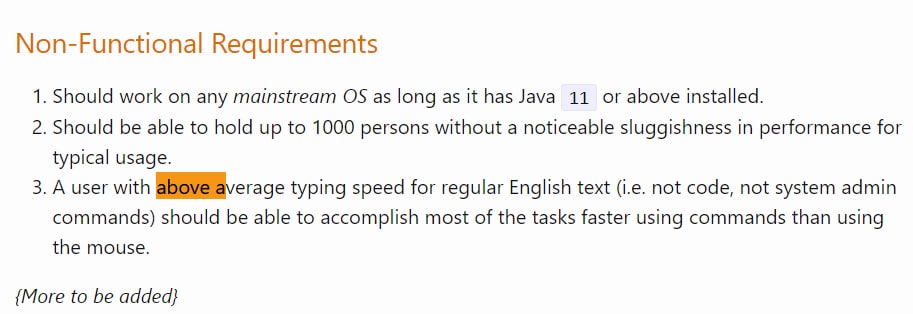 Non-Functional Requirements
1. Should work on any mainstream OS as long as it has Java 11 or above installed.
2. Should be able to hold up to 1000 persons without a noticeable sluggishness in performance for
typical usage.
3. A user with above average typing speed for regular English text (i.e. not code, not system admin
commands) should be able to accomplish most of the tasks faster using commands than using
the mouse.
{More to be added}